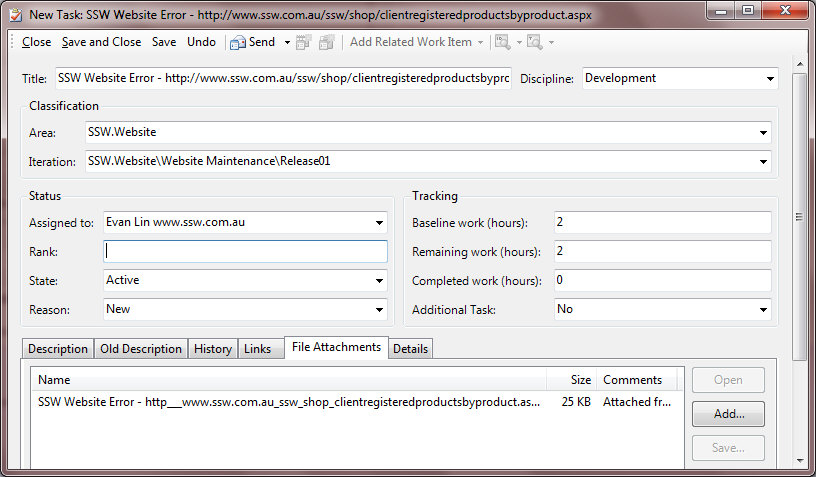 New Task: SSW Website Error - http://www.ssw.com.au/ssw/shop/clientregisteredproductsbyproduct.aspx
Close Save and Close Save Undo Send Add Related Work Item
Title: SSW Website Error - http://www.ssw.com.au/ssw/shop/clientregisteredproductsbyprc Discipline: Development
Classification
Area: SSW.Website
Iteration: SSW.Website\Website Maintenance\Release01
Status Tracking
Assigned to: Evan Lin www.ssw.com.au Baseline work (hours): 2
Rank: Remaining work (hours): 2
State: Active Completed work (hours): 0
Reason: New Additional Task: No
Description Old Description History Links File Attachments Details
Name Size Comments Open
SSW Website Error - http___www.ssw.com.au_ssw_shop_clientregisteredproductsbyproduct.as... 25 KB Attached fr... Add...
Save...